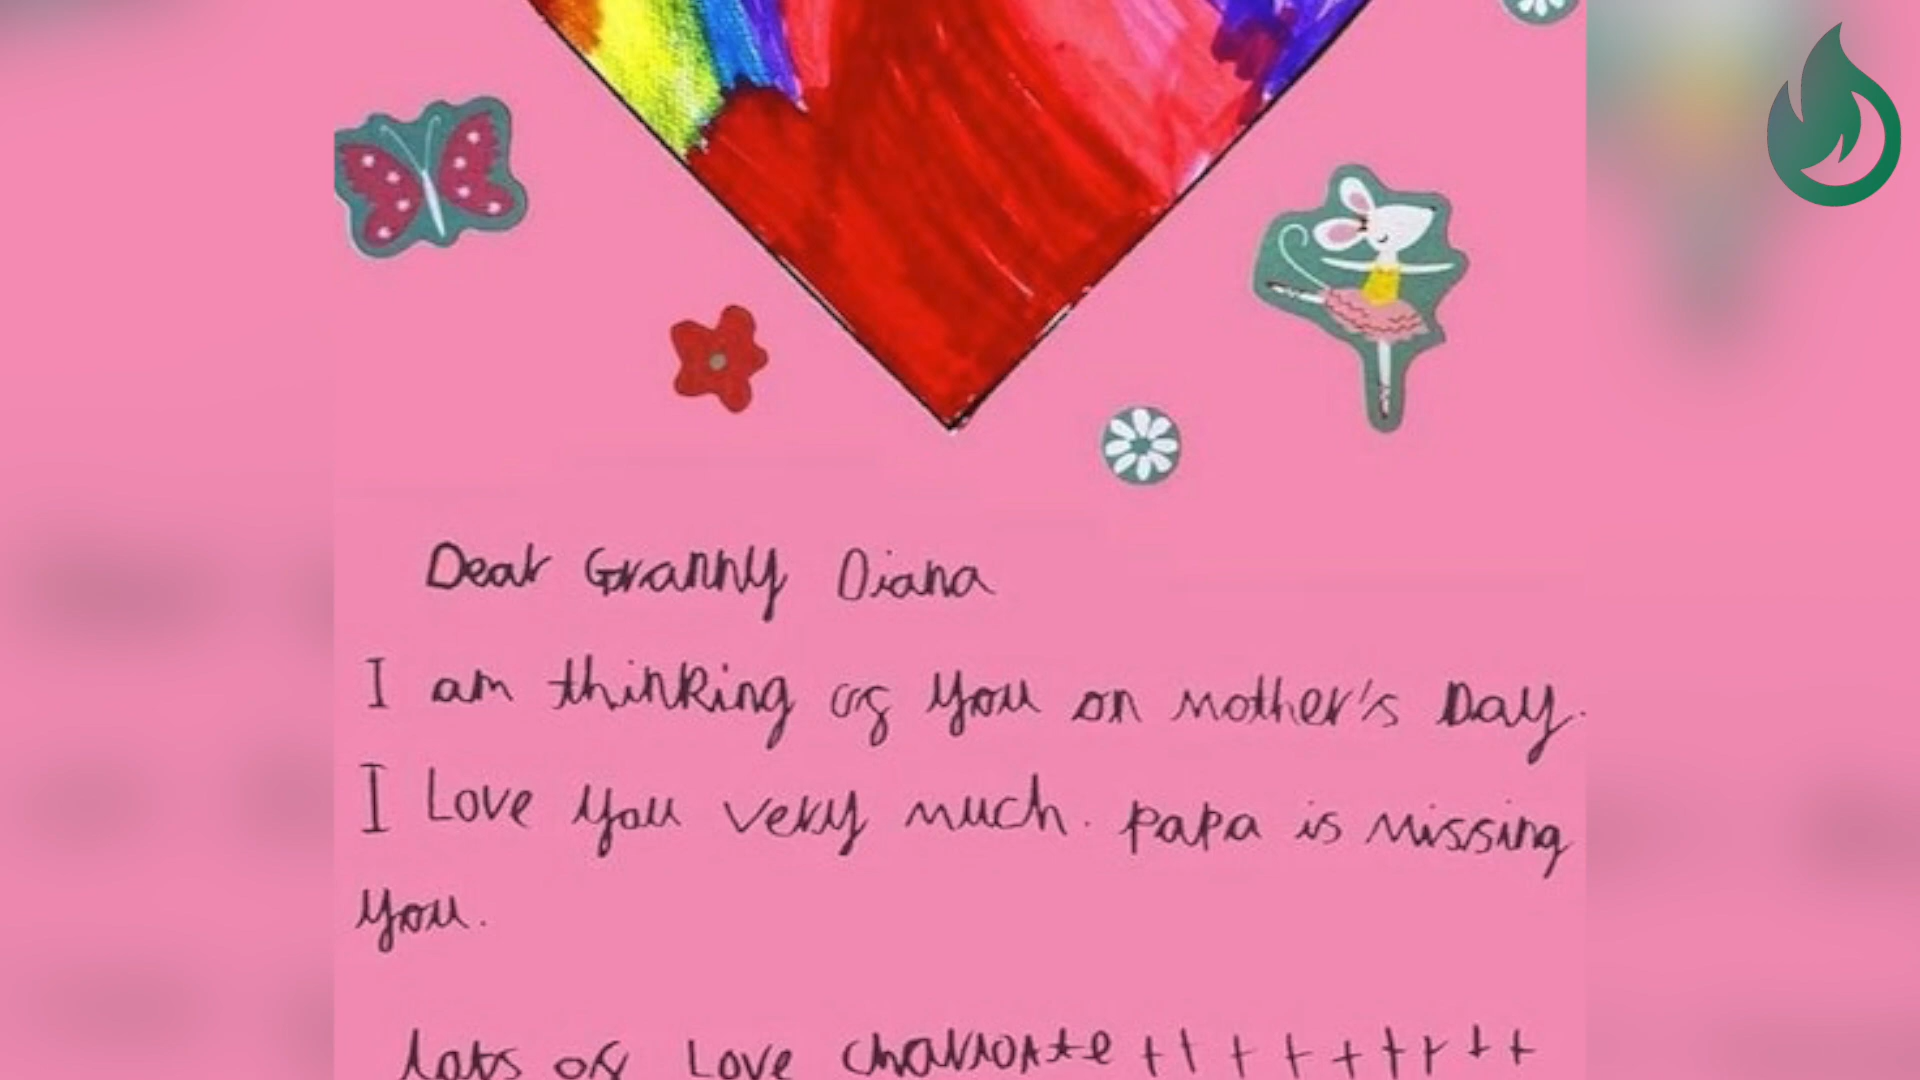 Dear Granny Diana
I am thinking of you on mother's Day.
I Love you very much. papa is missing
you.
lots of Love Charlotte + + + + + + + + +